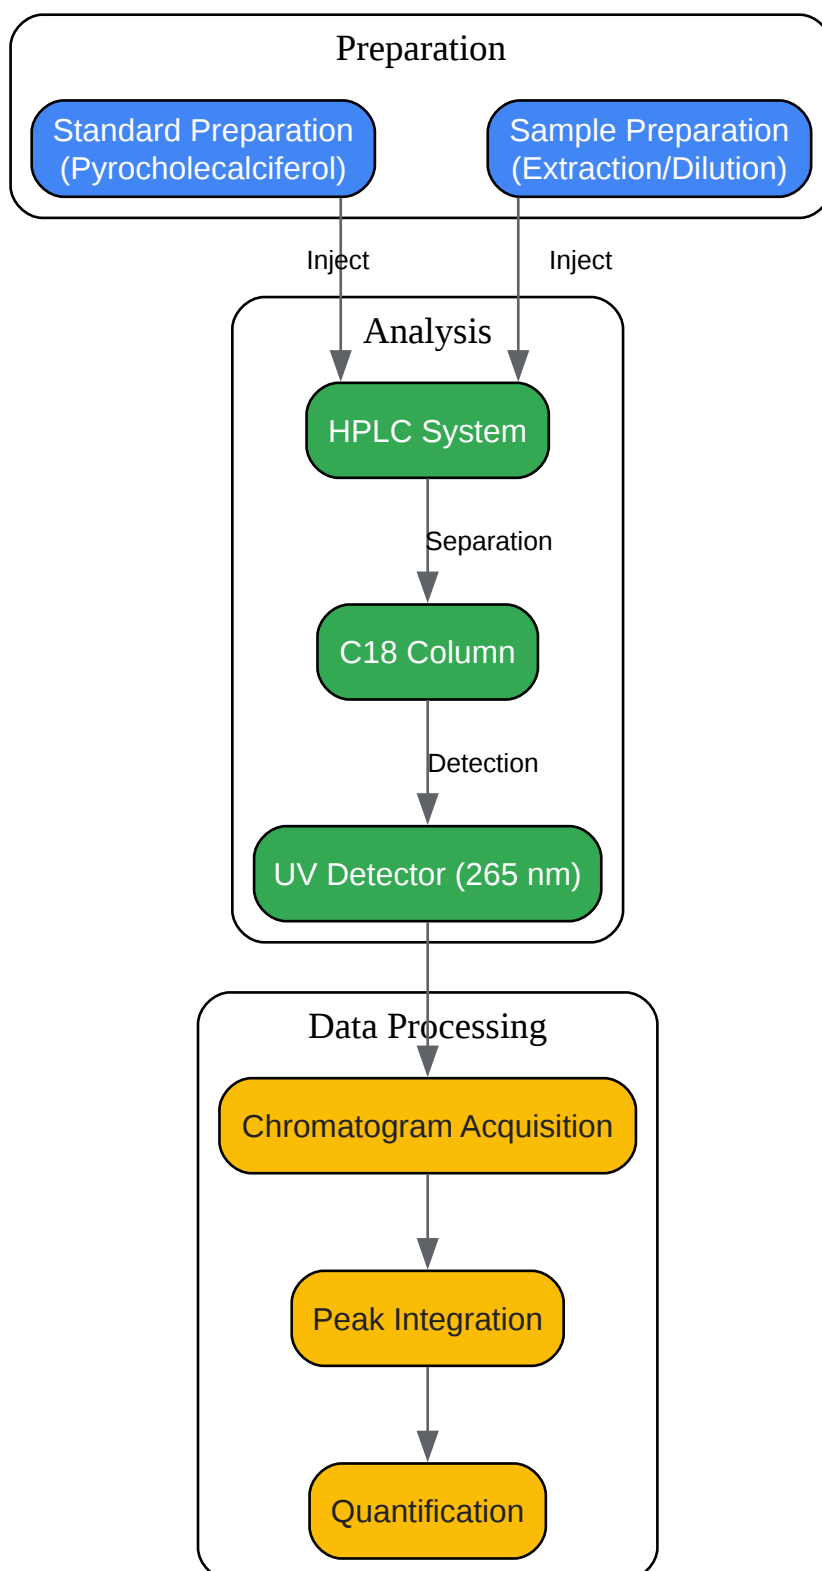 Preparation
Standard Preparation
(Pyrocholecalciferol)
Sample Preparation
(Extraction/Dilution)
Inject
Inject
Analysis
HPLC System
Separation
C18 Column
Detection
UV Detector (265 nm)
Data Processing
Chromatogram Acquisition
Peak Integration
Quantification